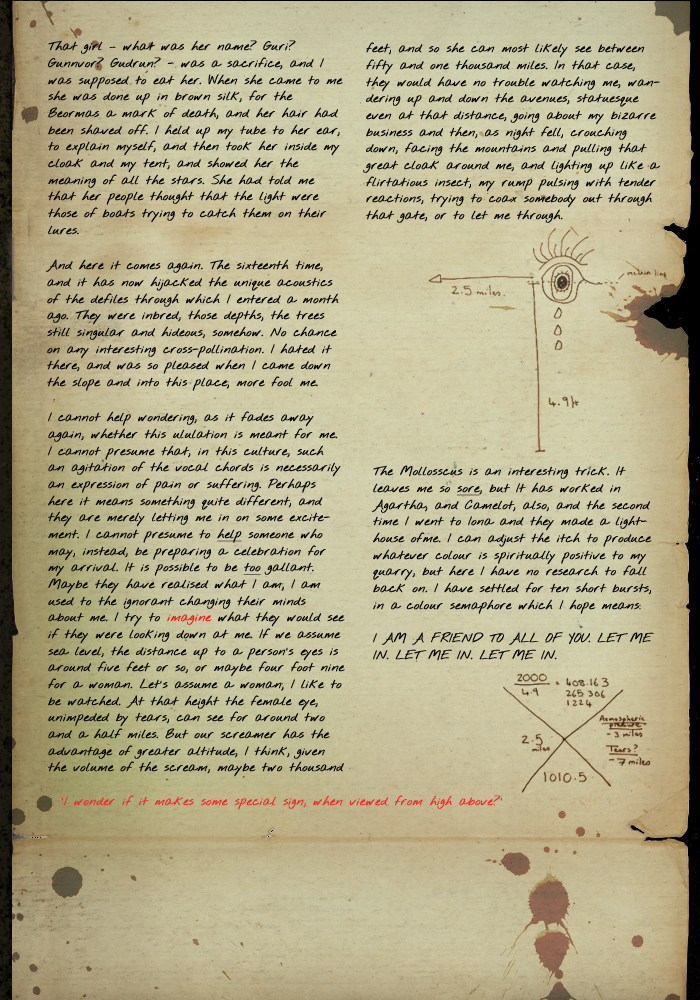 That girl - what was her name? Guri?
Gunnvor? Gudrun? - was a sacrifice, and I
was supposed to eat her. When she came to me
she was done up in brown silk, for the
Beormas a mark of death, and her hair had
been shaved off. I held up my tube to her ear,
to explain myself, and then took her inside my
cloak and my tent, and showed her the
meaning of all the stars. She had told me
that her people thought that the light were
those of boats trying to catch them on their
lures.
And here it comes again. The sixteenth time,
and it has now hijacked the unique acoustics
of the defiles through which I entered a month
ago. They were inbred, those depths, the trees
still singular and hideous, somehow. No chance
on any interesting cross-pollination. I hated it
there, and was so pleased when I came down
the slope and into this place, more fool me.
I cannot help wondering, as it fades away
again, whether this ululation is meant for me.
I cannot presume that, in this culture, such
an agitation of the vocal chords is necessarily
an expression of pain or suffering. Perhaps
here it means something quite different, and
they are merely letting me in on some excite-
ment. I cannot presume to help someone who
may, instead, be preparing a celebration for
my arrival. It is possible to be too gallant.
Maybe they have realised what I am, I am
used to the ignorant changing their minds
about me. I try to imagine what they would see
if they were looking down at me. If we assume
sea level, the distance up to a person's eyes is
around five feet or so, or maybe four foot nine
for a woman. Let's assume a woman, I like to
be watched. At that height the female eye,
unimpeded by tears, can see for around two
and a half miles. But our screamer has the
advantage of greater altitude, I think, given
the volume of the scream, maybe two thousand
feet, and so she can most likely see between
fifty and one thousand miles. In that case,
they would have no trouble watching me, wan-
dering up and down the avenues, statuesque
even at that distance, going about my bizarre
business and then, as night fell, crouching
down, facing the mountains and pulling that
great cloak around me, and lighting up like a
flirtatious insect, my rump pulsing with tender
reactions, trying to coax somebody out through
that gate, or to let me through.
2.5 miles.
4.9 ft
The Mollosscus is an interesting trick. It
leaves me so sore, but It has worked in
Agartha, and Camelot, also, and the second
time I went to Iona and they made a light-
house ofme. I can adjust the itch to produce
whatever colour is spiritually positive to my
quarry, but here I have no research to fall
back on. I have settled for ten short bursts,
in a colour semaphore which I hope means:
I AM A FRIEND TO ALL OF YOU. LET ME
IN. LET ME IN. LET ME IN.
2000 = 408.163
4.9 265 306
1224
Atmospheric
pressure
- 3 miles
2.5
miles
Tears?
- 7 miles
1010.5
'I wonder if it makes some special sign, when viewed from high above?'